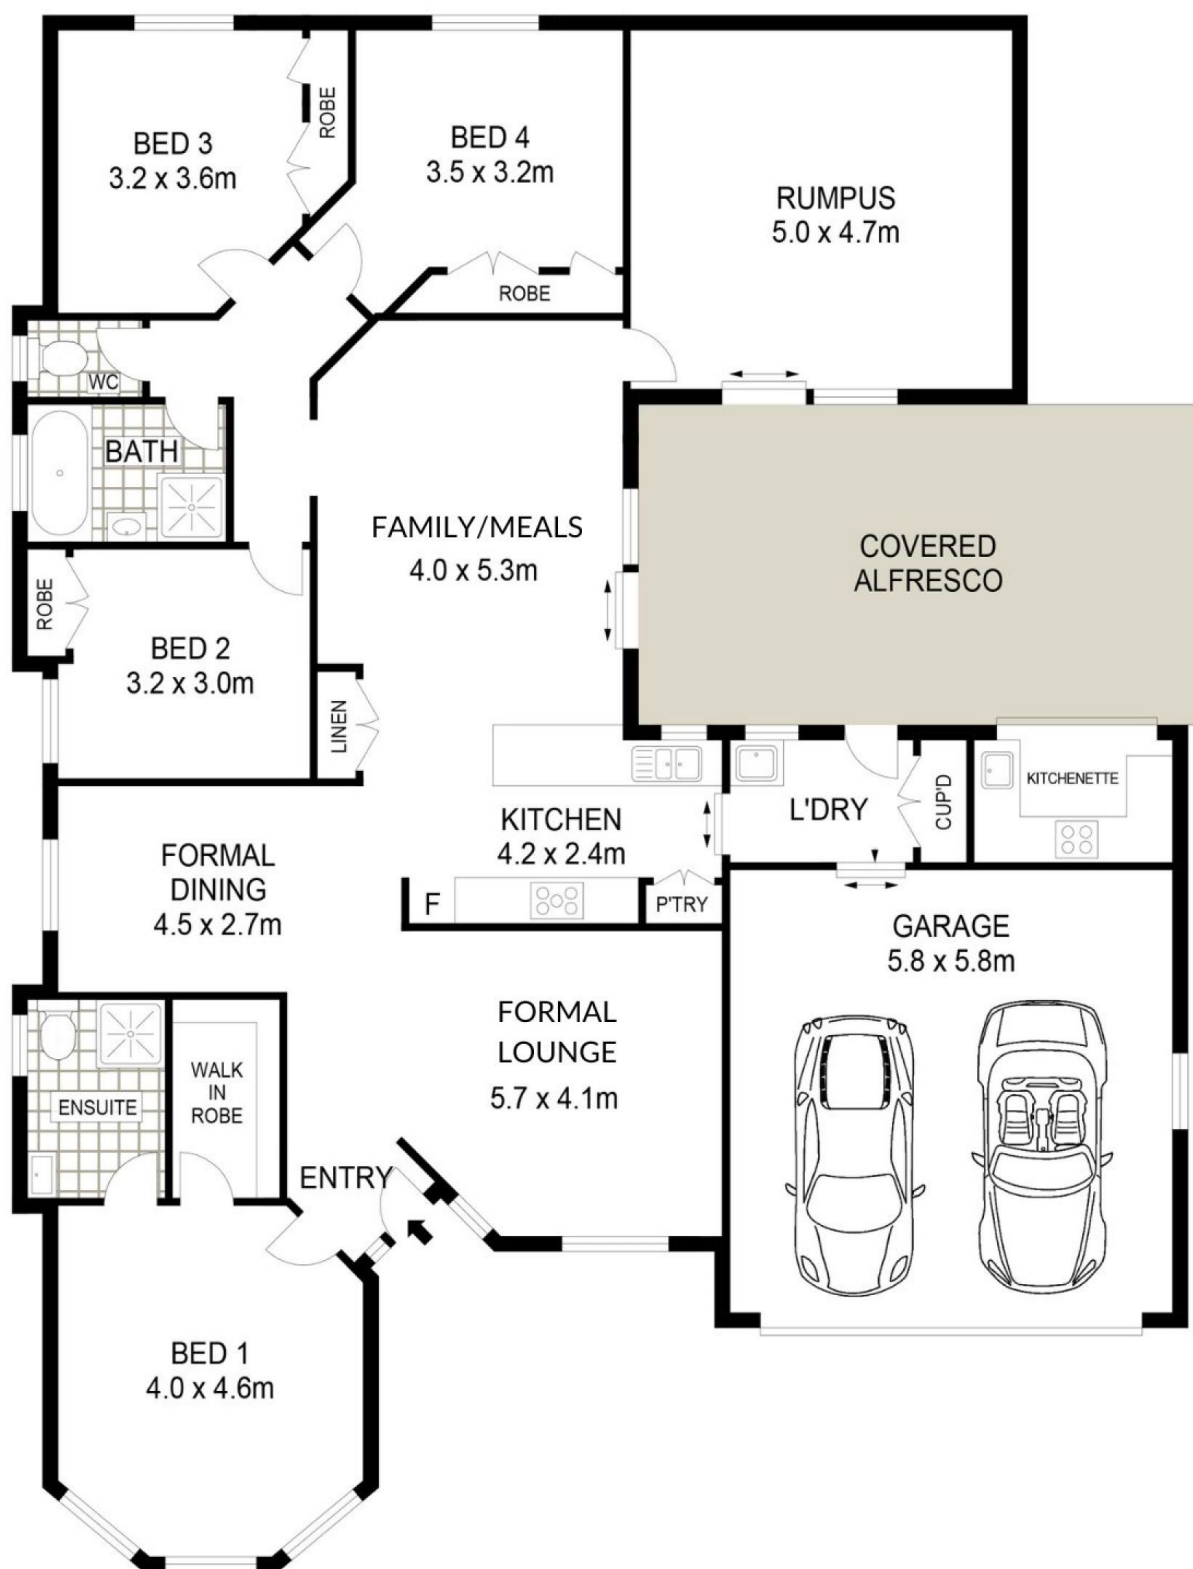 BED 3
3.2 x 3.6m
ROBE
BED 4
3.5 x 3.2m
ROBE
RUMPUS
5.0 x 4.7m
WC
BATH
FAMILY/MEALS
4.0 x 5.3m
COVERED
ALFRESCO
ROBE
BED 2
3.2 x 3.0m
LINEN
KITCHEN
4.2 x 2.4m
L'DRY
CUP'D
KITCHENETTE
FORMAL
DINING
4.5 x 2.7m
F
P'TRY
GARAGE
5.8 x 5.8m
FORMAL
LOUNGE
5.7 x 4.1m
ENSUITE
WALK
IN
ROBE
ENTRY
BED 1
4.0 x 4.6m